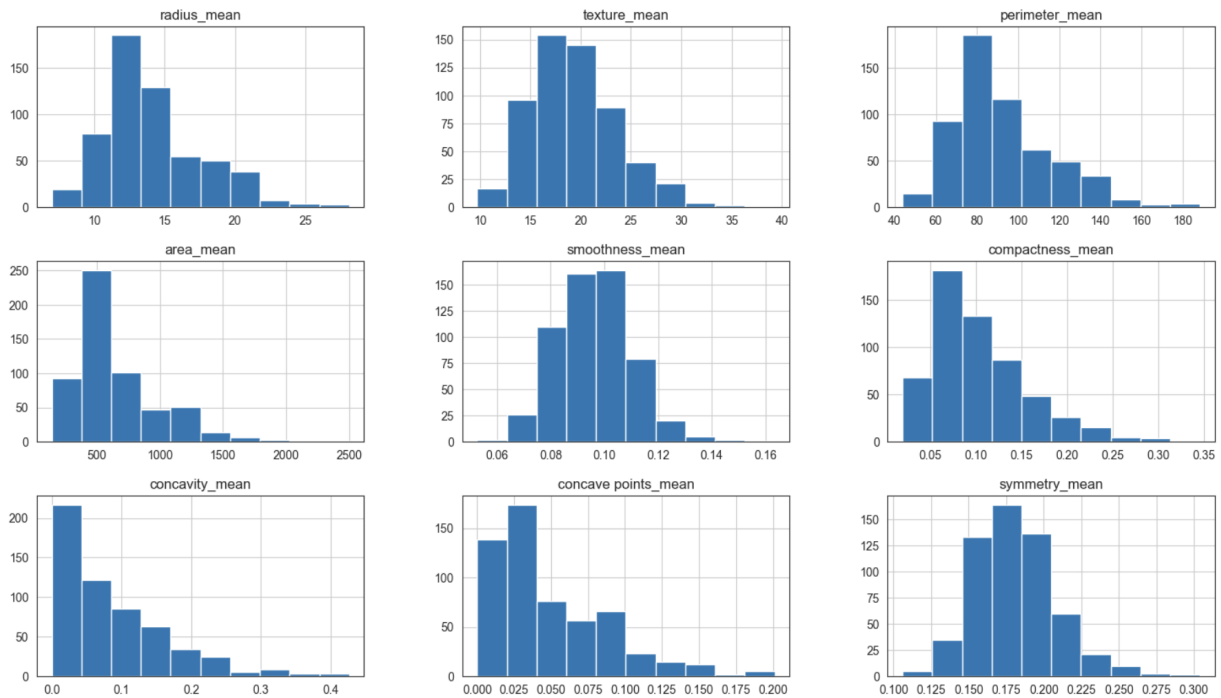 radius_mean
texture_mean
perimeter_mean
150
100
50
0
10 15 20 25
150
125
100
75
50
25
0
10 15 20 25 30 35 40
150
100
50
0
40 60 80 100 120 140 160 180
area_mean
smoothness_mean
compactness_mean
250
200
150
100
50
0
500 1000 1500 2000 2500
150
125
100
75
50
25
0
0.06 0.08 0.10 0.12 0.14 0.16
150
100
50
0
0.05 0.10 0.15 0.20 0.25 0.30 0.35
concavity_mean
concave points_mean
symmetry_mean
200
150
100
50
0
0.0 0.1 0.2 0.3 0.4
150
100
50
0
0.000 0.025 0.050 0.075 0.100 0.125 0.150 0.175 0.200
150
125
100
75
50
25
0
0.100 0.125 0.150 0.175 0.200 0.225 0.250 0.275 0.300